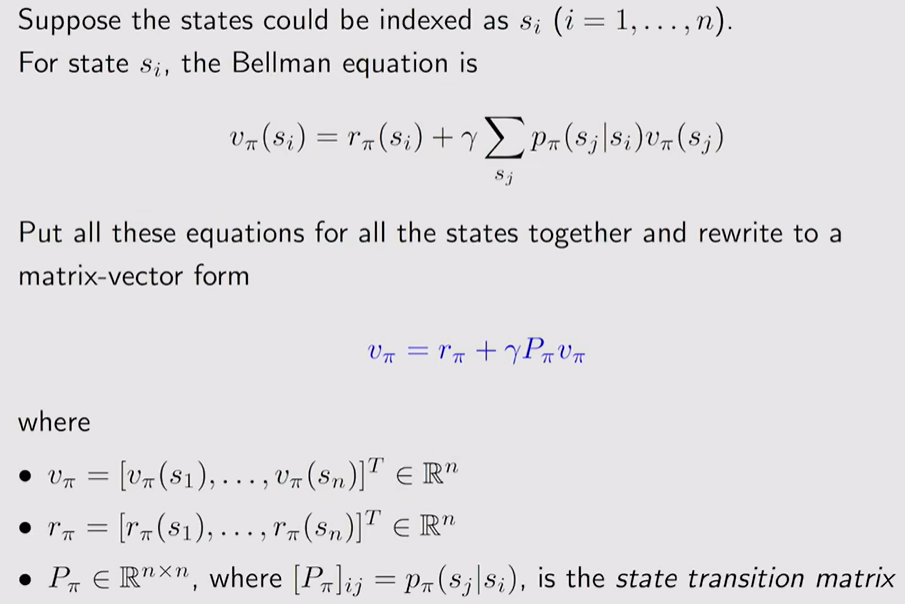 Suppose the states could be indexed as $s_i$ ($i = 1, \ldots, n$).
For state $s_i$, the Bellman equation is
$v_\pi(s_i) = r_\pi(s_i) + \gamma \sum_{s_j} p_\pi(s_j|s_i) v_\pi(s_j)$
Put all these equations for all the states together and rewrite to a
matrix-vector form
$v_\pi = r_\pi + \gamma P_\pi v_\pi$
where
• $v_\pi = [v_\pi(s_1), \ldots, v_\pi(s_n)]^T \in \mathbb{R}^n$
• $r_\pi = [r_\pi(s_1), \ldots, r_\pi(s_n)]^T \in \mathbb{R}^n$
• $P_\pi \in \mathbb{R}^{n \times n}$, where $[P_\pi]_{ij} = p_\pi(s_j|s_i)$, is the state transition matrix